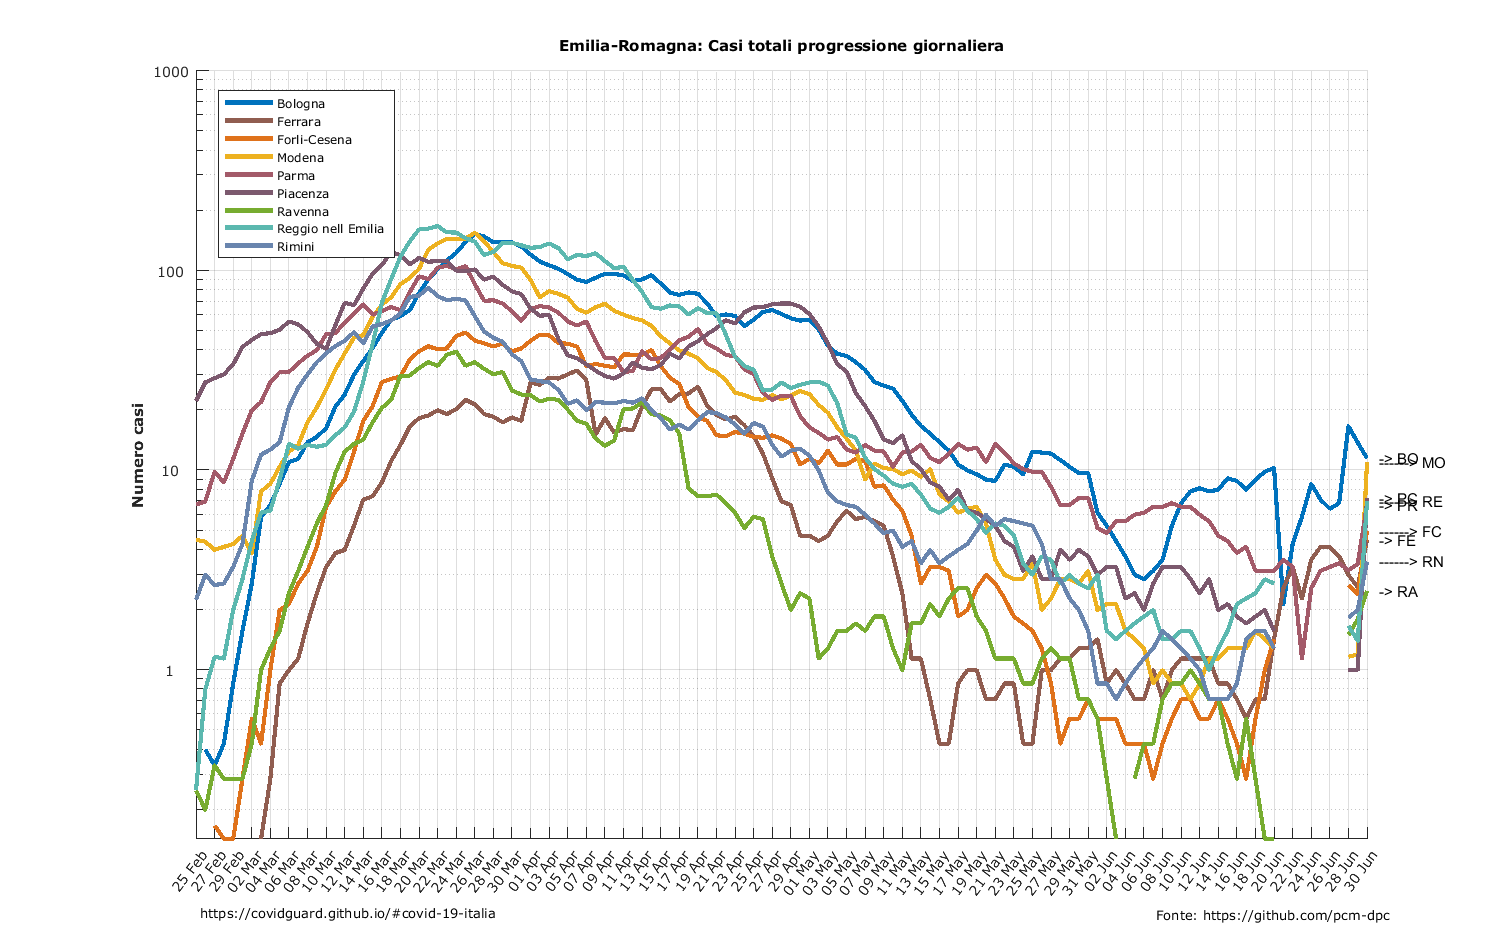 Emilia-Romagna: Casi totali progressione giornaliera
1000
100
10
1
Numero casi
Bologna
Ferrara
Forli-Cesena
Modena
Parma
Piacenza
Ravenna
Reggio nell Emilia
Rimini
-> BO
------> MO
-> PC
------> RE
-> PR
------> FC
-> FE
------> RN
-> RA
25 Feb
27 Feb
29 Feb
02 Mar
04 Mar
06 Mar
08 Mar
10 Mar
12 Mar
14 Mar
16 Mar
18 Mar
20 Mar
22 Mar
24 Mar
26 Mar
28 Mar
30 Mar
01 Apr
03 Apr
05 Apr
07 Apr
09 Apr
11 Apr
13 Apr
15 Apr
17 Apr
19 Apr
21 Apr
23 Apr
25 Apr
27 Apr
29 Apr
01 May
03 May
05 May
07 May
09 May
11 May
13 May
15 May
17 May
19 May
21 May
23 May
25 May
27 May
29 May
31 May
02 Jun
04 Jun
06 Jun
08 Jun
10 Jun
12 Jun
14 Jun
16 Jun
18 Jun
20 Jun
22 Jun
24 Jun
26 Jun
28 Jun
30 Jun
https://covidguard.github.io/#covid-19-italia
Fonte: https://github.com/pcm-dpc